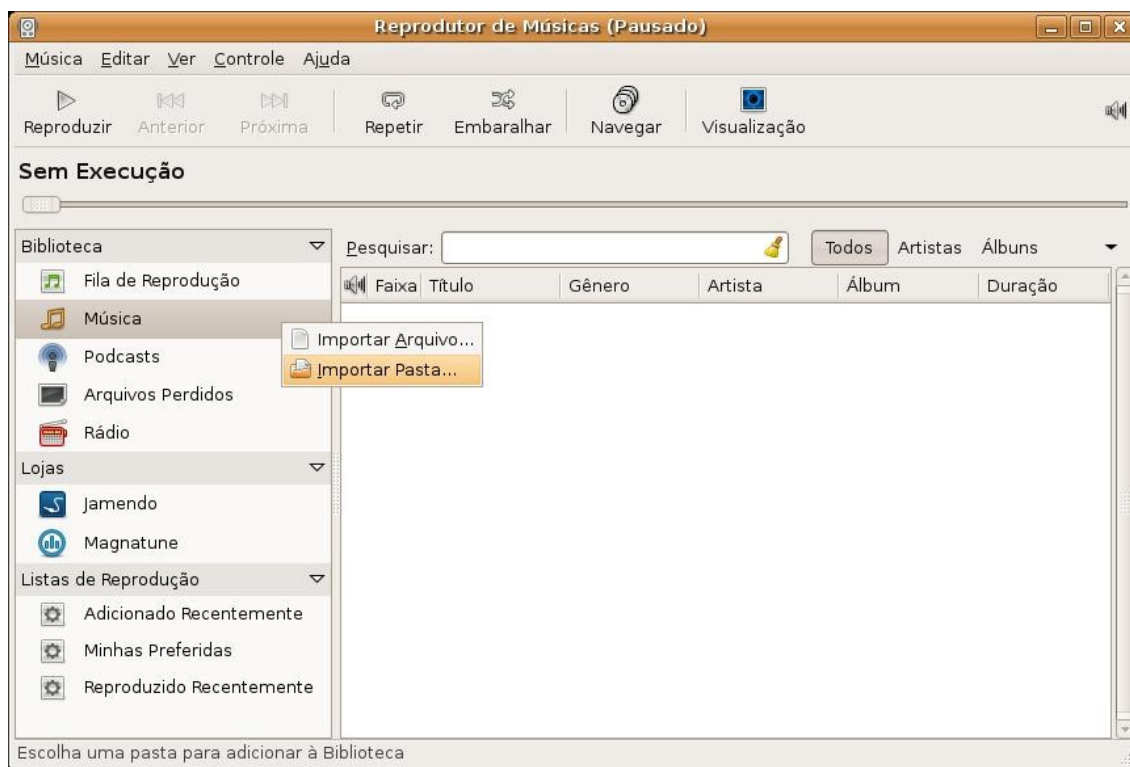 Reprodutor de Músicas (Pausado)
Música Editar Ver Controle Ajuda
Reproduzir Anterior Próxima Repetir Embaralhar Navegar Visualização
Sem Execução
Biblioteca
Pesquisar: Todos Artistas Álbuns
Fila de Reprodução
Faixa Título Gênero Artista Álbum Duração
Música
Importar Arquivo...
Importar Pasta...
Podcasts
Arquivos Perdidos
Rádio
Lojas
Jamendo
Magnatune
Listas de Reprodução
Adicionado Recentemente
Minhas Preferidas
Reproduzido Recentemente
Escolha uma pasta para adicionar à Biblioteca